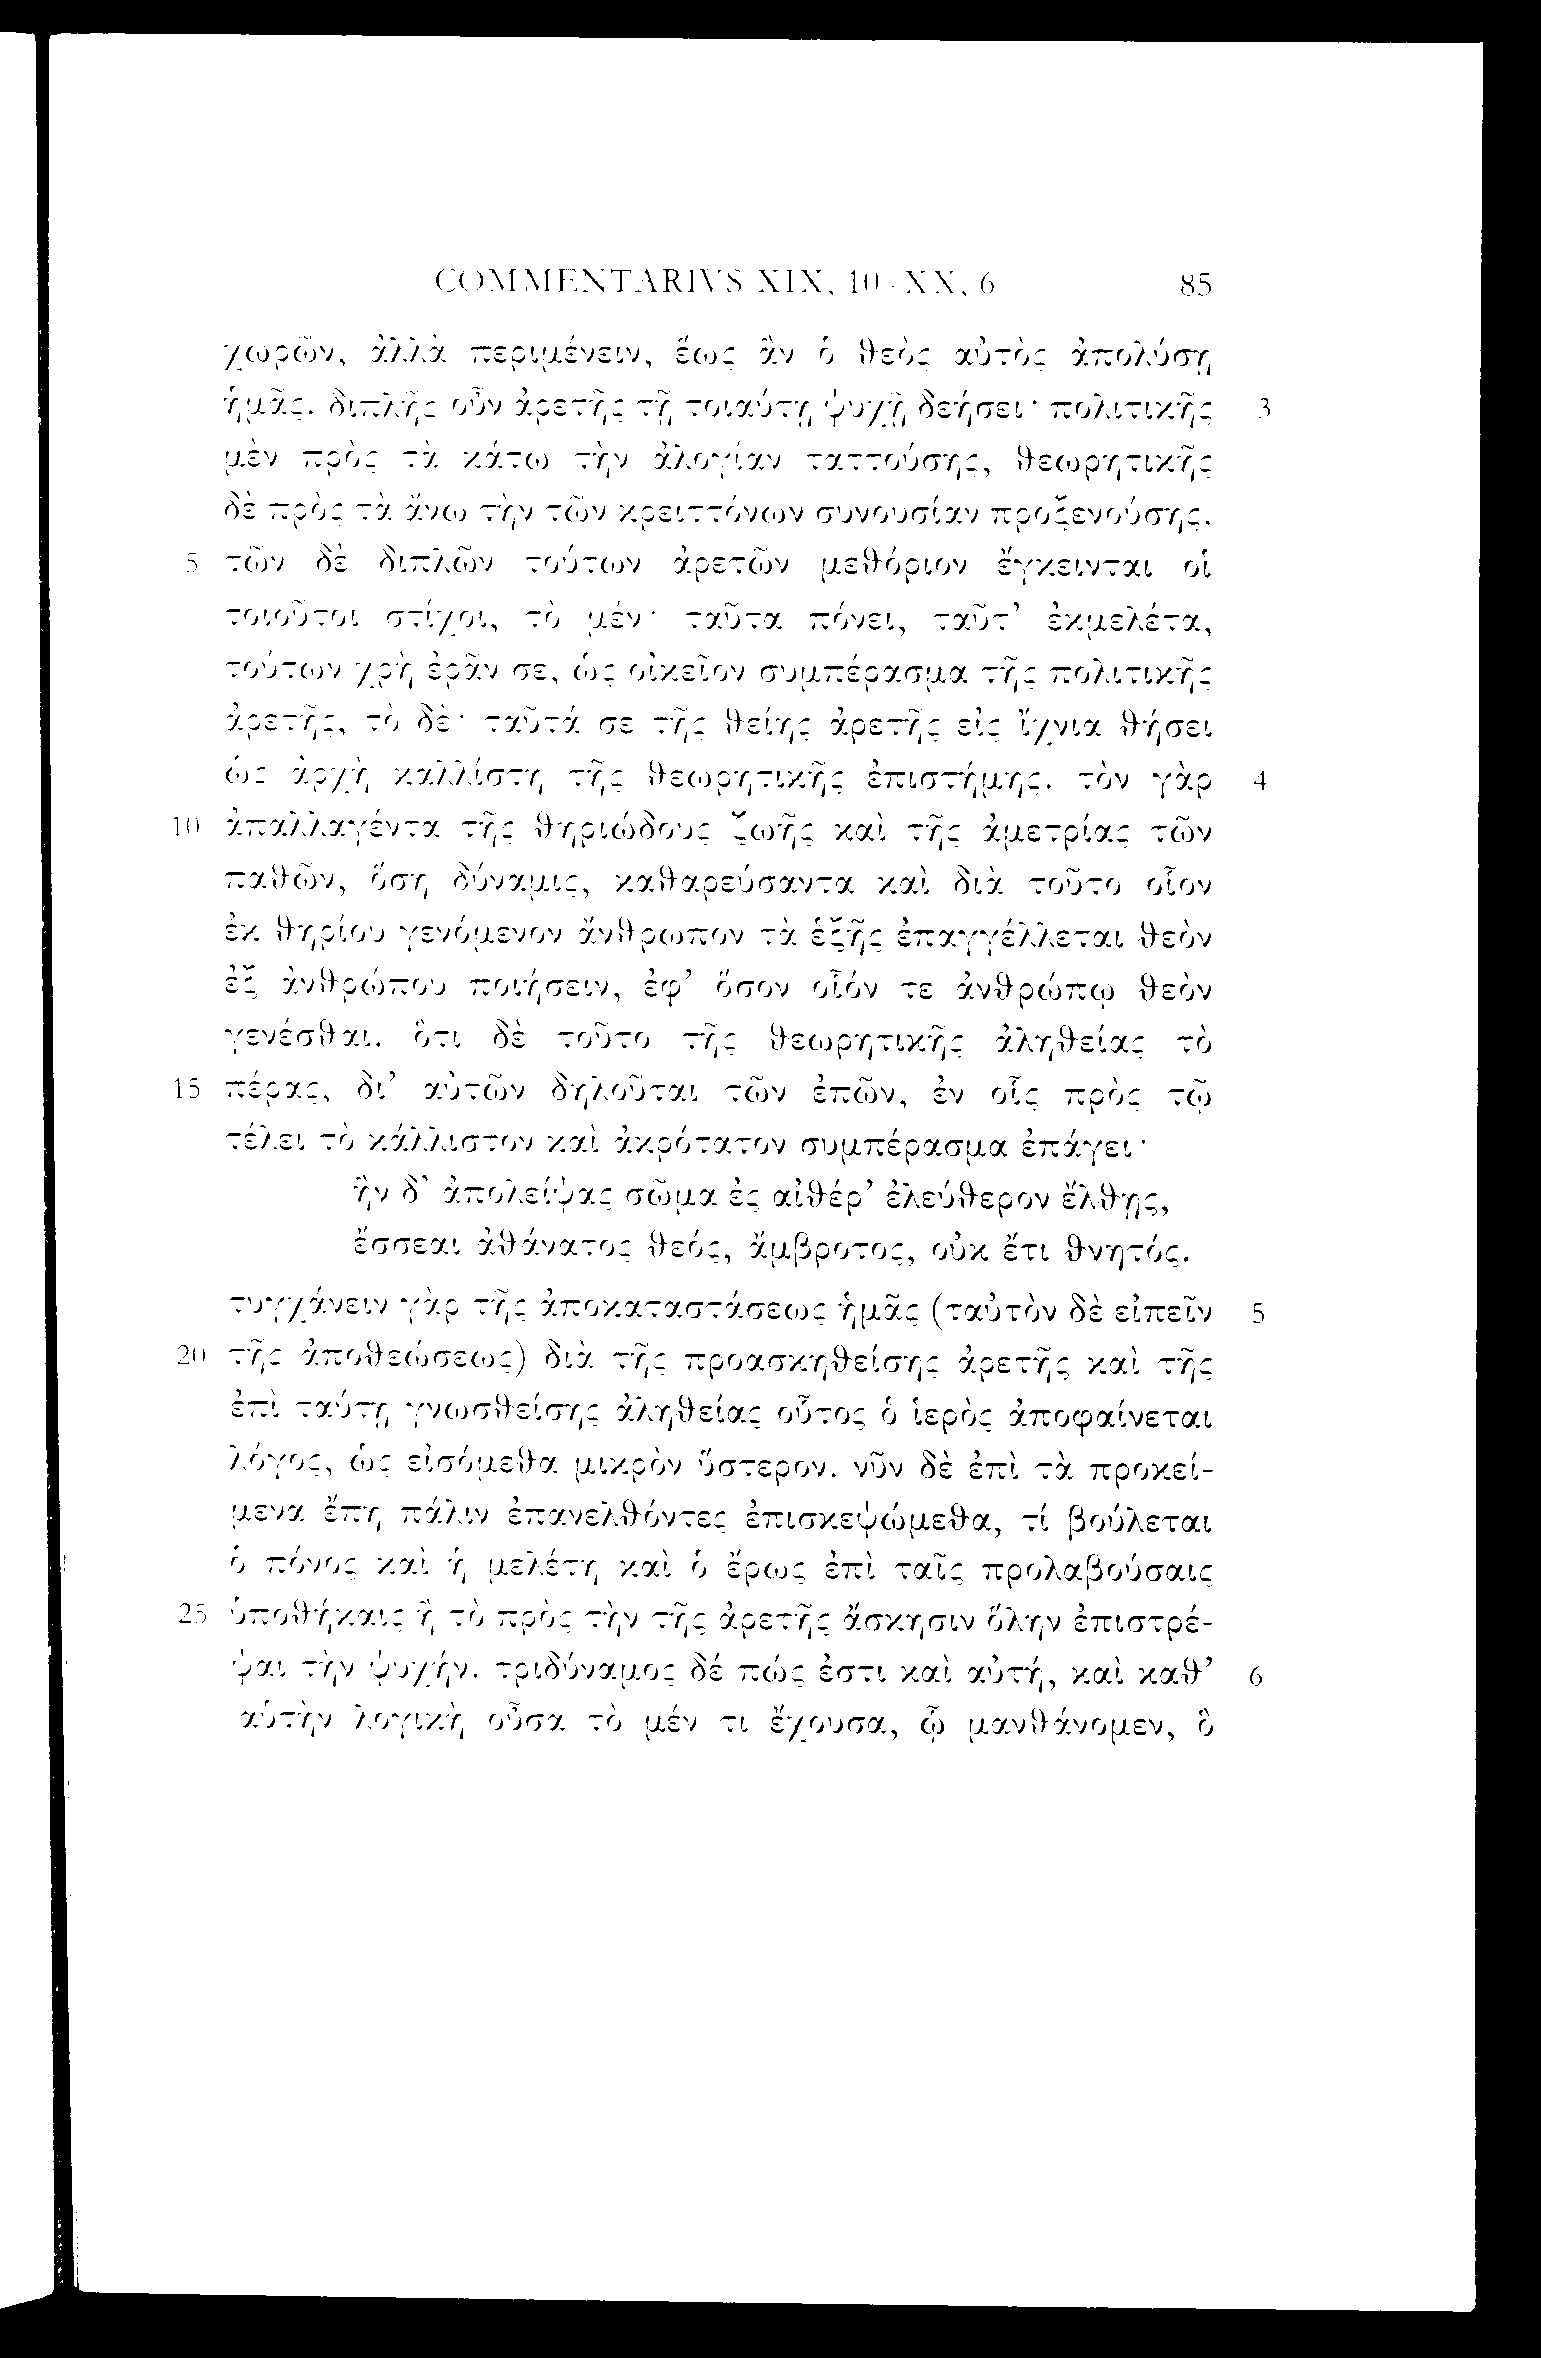 COMMENTARIVS XIX, 10 - XX, 6 85
χωρῶν, ἀλλὰ περιμένειν, ἕως ἂν ὁ θεὸς αὐτὸς ἀπολύσῃ
ἡμᾶς. διπλῆς οὖν ἀρετῆς τῇ τοιαύτῃ ψυχῇ δεήσει· πολιτικῆς 3
μὲν πρὸς τὰ κάτω τὴν ἀλογίαν ταττούσης, θεωρητικῆς
δὲ πρὸς τὰ ἄνω τὴν τῶν κρειττόνων συνουσίαν προξενούσης.
5 τῶν δὲ διπλῶν τούτων ἀρετῶν μεθόριον ἔγκεινται οἱ
τοιοῦτοι στίχοι, τὸ μέν· ταῦτα πόνει, ταῦτ’ ἐκμελέτα,
τούτων χρὴ ἐρᾶν σε, ὡς οἰκεῖον συμπέρασμα τῆς πολιτικῆς
ἀρετῆς, τὸ δὲ· ταῦτά σε τῆς θείης ἀρετῆς εἰς ἴχνια θήσει
ὡς ἀρχὴ καλλίστη τῆς θεωρητικῆς ἐπιστήμης. τὸν γὰρ 4
10 ἀπαλλαγέντα τῆς θηριώδους ζωῆς καὶ τῆς ἀμετρίας τῶν
παθῶν, ὅση δύναμις, καθαρεύσαντα καὶ διὰ τοῦτο οἷον
ἐκ θηρίου γενόμενον ἄνθρωπον τὰ ἑξῆς ἐπαγγέλλεται θεὸν
ἐξ ἀνθρώπου ποιήσειν, ἐφ’ ὅσον οἷόν τε ἀνθρώπῳ θεὸν
γενέσθαι. ὅτι δὲ τοῦτο τῆς θεωρητικῆς ἀληθείας τὸ
15 πέρας, δι’ αὐτῶν δηλοῦται τῶν ἐπῶν, ἐν οἷς πρὸς τῷ
τέλει τὸ κάλλιστον καὶ ἀκρότατον συμπέρασμα ἐπάγει·
ἢν δ’ ἀπολείψας σῶμα ἐς αἰθέρ’ ἐλεύθερον ἔλθῃς,
ἔσσεαι ἀθάνατος θεός, ἄμβροτος, οὐκ ἔτι θνητός.
τυγχάνειν γὰρ τῆς ἀποκαταστάσεως ἡμᾶς (ταὐτὸν δὲ εἰπεῖν 5
20 τῆς ἀποθεώσεως) διὰ τῆς προασκηθείσης ἀρετῆς καὶ τῆς
ἐπὶ ταύτῃ γνωσθείσης ἀληθείας οὗτος ὁ ἱερὸς ἀποφαίνεται
λόγος, ὡς εἰσόμεθα μικρὸν ὕστερον. νῦν δὲ ἐπὶ τὰ προκεί-
μενα ἔπη πάλιν ἐπανελθόντες ἐπισκεψώμεθα, τί βούλεται
ὁ πόνος καὶ ἡ μελέτη καὶ ὁ ἔρως ἐπὶ ταῖς προλαβούσαις
25 ὑποθήκαις ἢ τὸ πρὸς τὴν τῆς ἀρετῆς ἄσκησιν ὅλην ἐπιστρέ-
ψαι τὴν ψυχήν. τριδύναμος δέ πώς ἐστι καὶ αὐτή, καὶ καθ’ 6
αὑτὴν λογικὴ οὖσα τὸ μέν τι ἔχουσα, ᾧ μανθάνομεν, ὃ